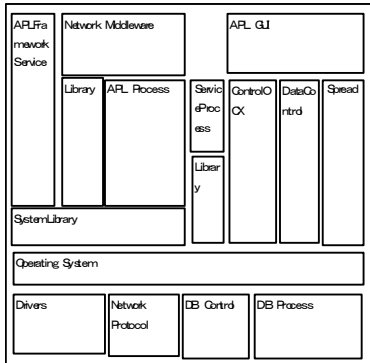 APLFra
mework
Service
Network Middleware
APL GUI
Library
APL Process
Servic
eProc
ess
ControlO
CX
DataCo
ntrol
Spread
Librar
y
SystemLibrary
Operating System
Drivers
Network
Protocol
DB Control
DB Process